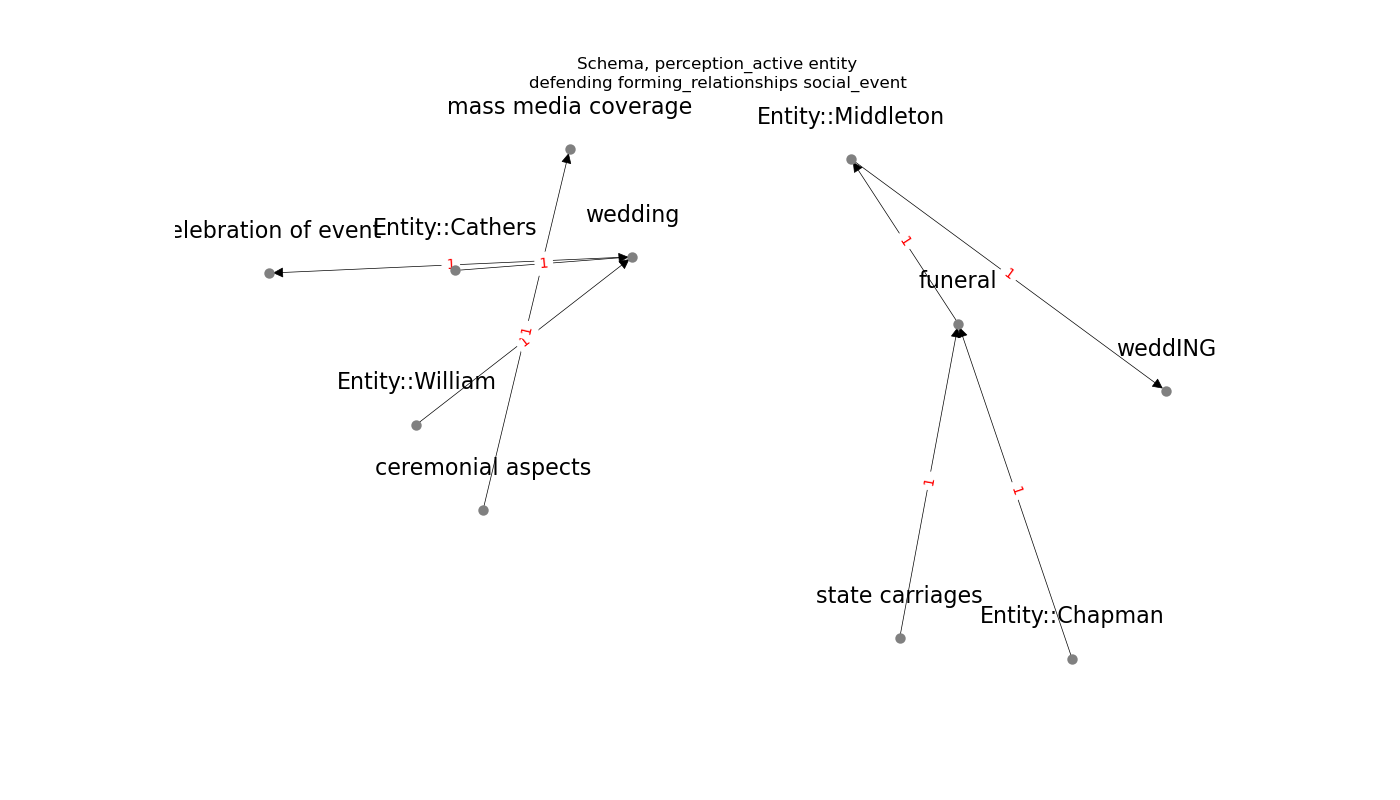 Schema, perception_active entity
defending forming_relationships social_event
mass media coverage
Entity::Middleton
wedding
elebration of event
Entity::Cathers
1
1
1
1
funeral
1
1
1
weddING
Entity::William
ceremonial aspects
1
1
state carriages
Entity::Chapman